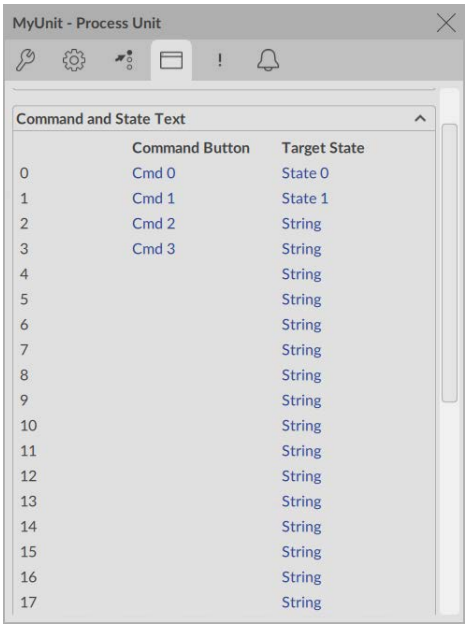 MyUnit - Process Unit
!
Command and State Text
Command Button Target State
0 Cmd 0 State 0
1 Cmd 1 State 1
2 Cmd 2 String
3 Cmd 3 String
4 String
5 String
6 String
7 String
8 String
9 String
10 String
11 String
12 String
13 String
14 String
15 String
16 String
17 String